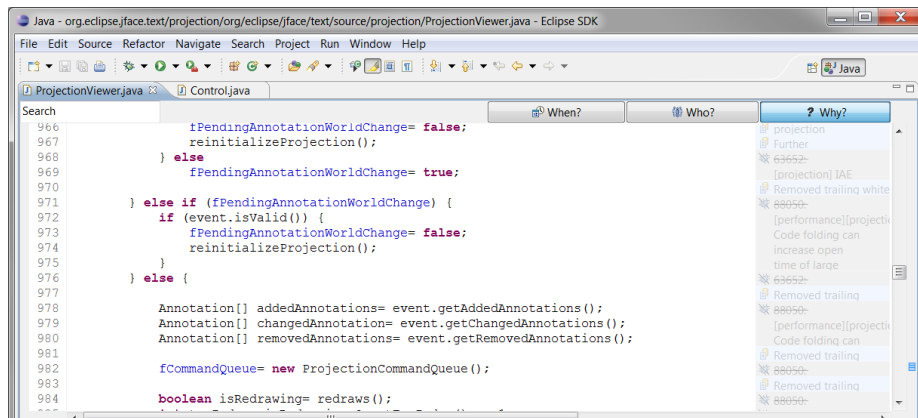 Java - org.eclipse.jface.text/projection/org/eclipse/jface/text/source/projection/ProjectionViewer.java - Eclipse SDK
File Edit Source Refactor Navigate Search Project Run Window Help
Java
ProjectionViewer.java Control.java
Search When? Who? ? Why?
966 fPendingAnnotationWorldChange= false; projection
967 reinitializeProjection(); Further
968 } else 63652:
969 fPendingAnnotationWorldChange= true; [projection] IAE
970 Removed trailing white
971 } else if (fPendingAnnotationWorldChange) { 88050:
972 if (event.isValid()) { [performance][projectio
973 fPendingAnnotationWorldChange= false; Code folding can
974 reinitializeProjection(); increase open
975 } time of large
976 } else { 63652:
977 Removed trailing
978 Annotation[] addedAnnotations= event.getAddedAnnotations(); 88050:
979 Annotation[] changedAnnotation= event.getChangedAnnotations(); [performance][projectio
980 Annotation[] removedAnnotations= event.getRemovedAnnotations(); Code folding can
981 Removed trailing
982 fCommandQueue= new ProjectionCommandQueue(); 88050:
983 Removed trailing
984 boolean isRedrawing= redraws(); 88050: